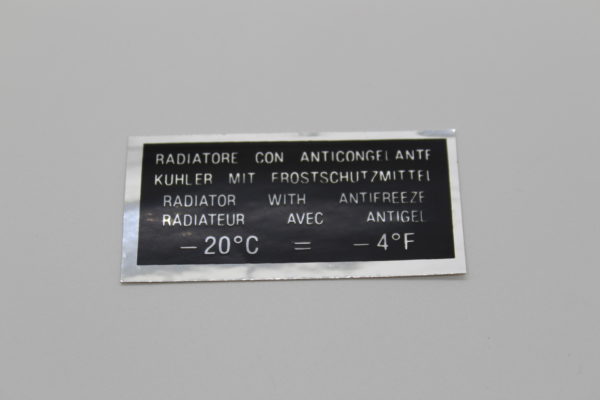 RADIATORE CON ANTICONGELANTE
KUHLER MIT FROSTSCHUTZMITTEL
RADIATOR WITH ANTIFREEZE
RADIATEUR AVEC ANTIGEL
−20°C = −4°F